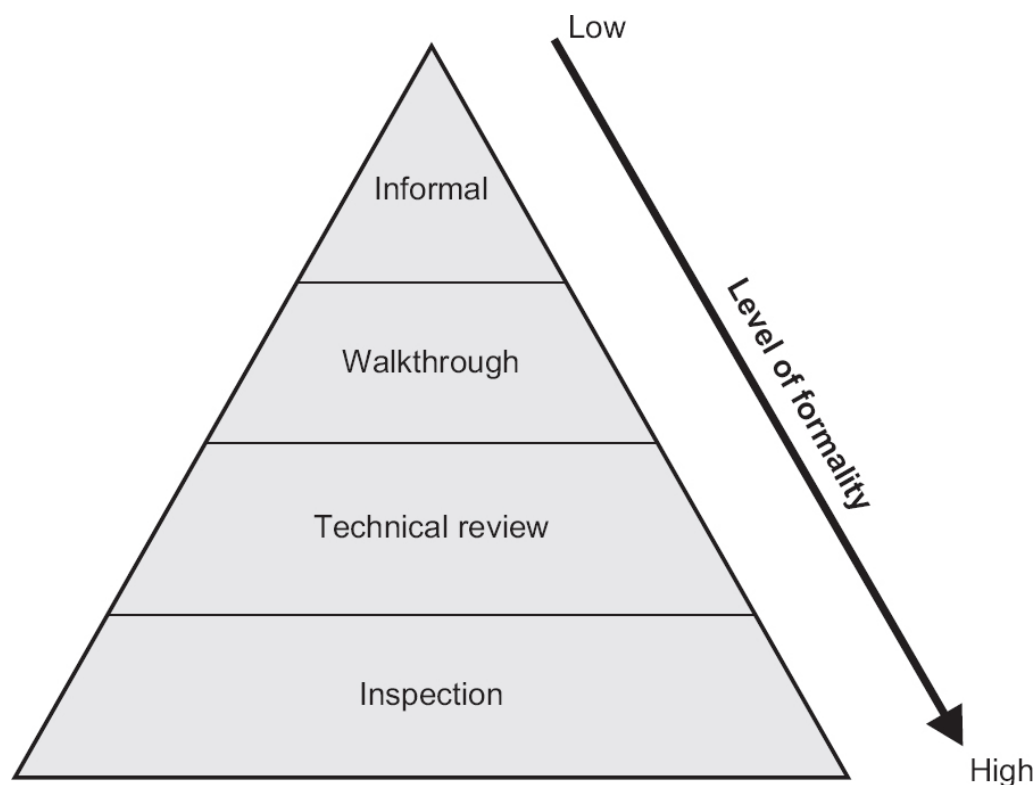 Low
Informal
Walkthrough
Level of formality
Technical review
Inspection
High